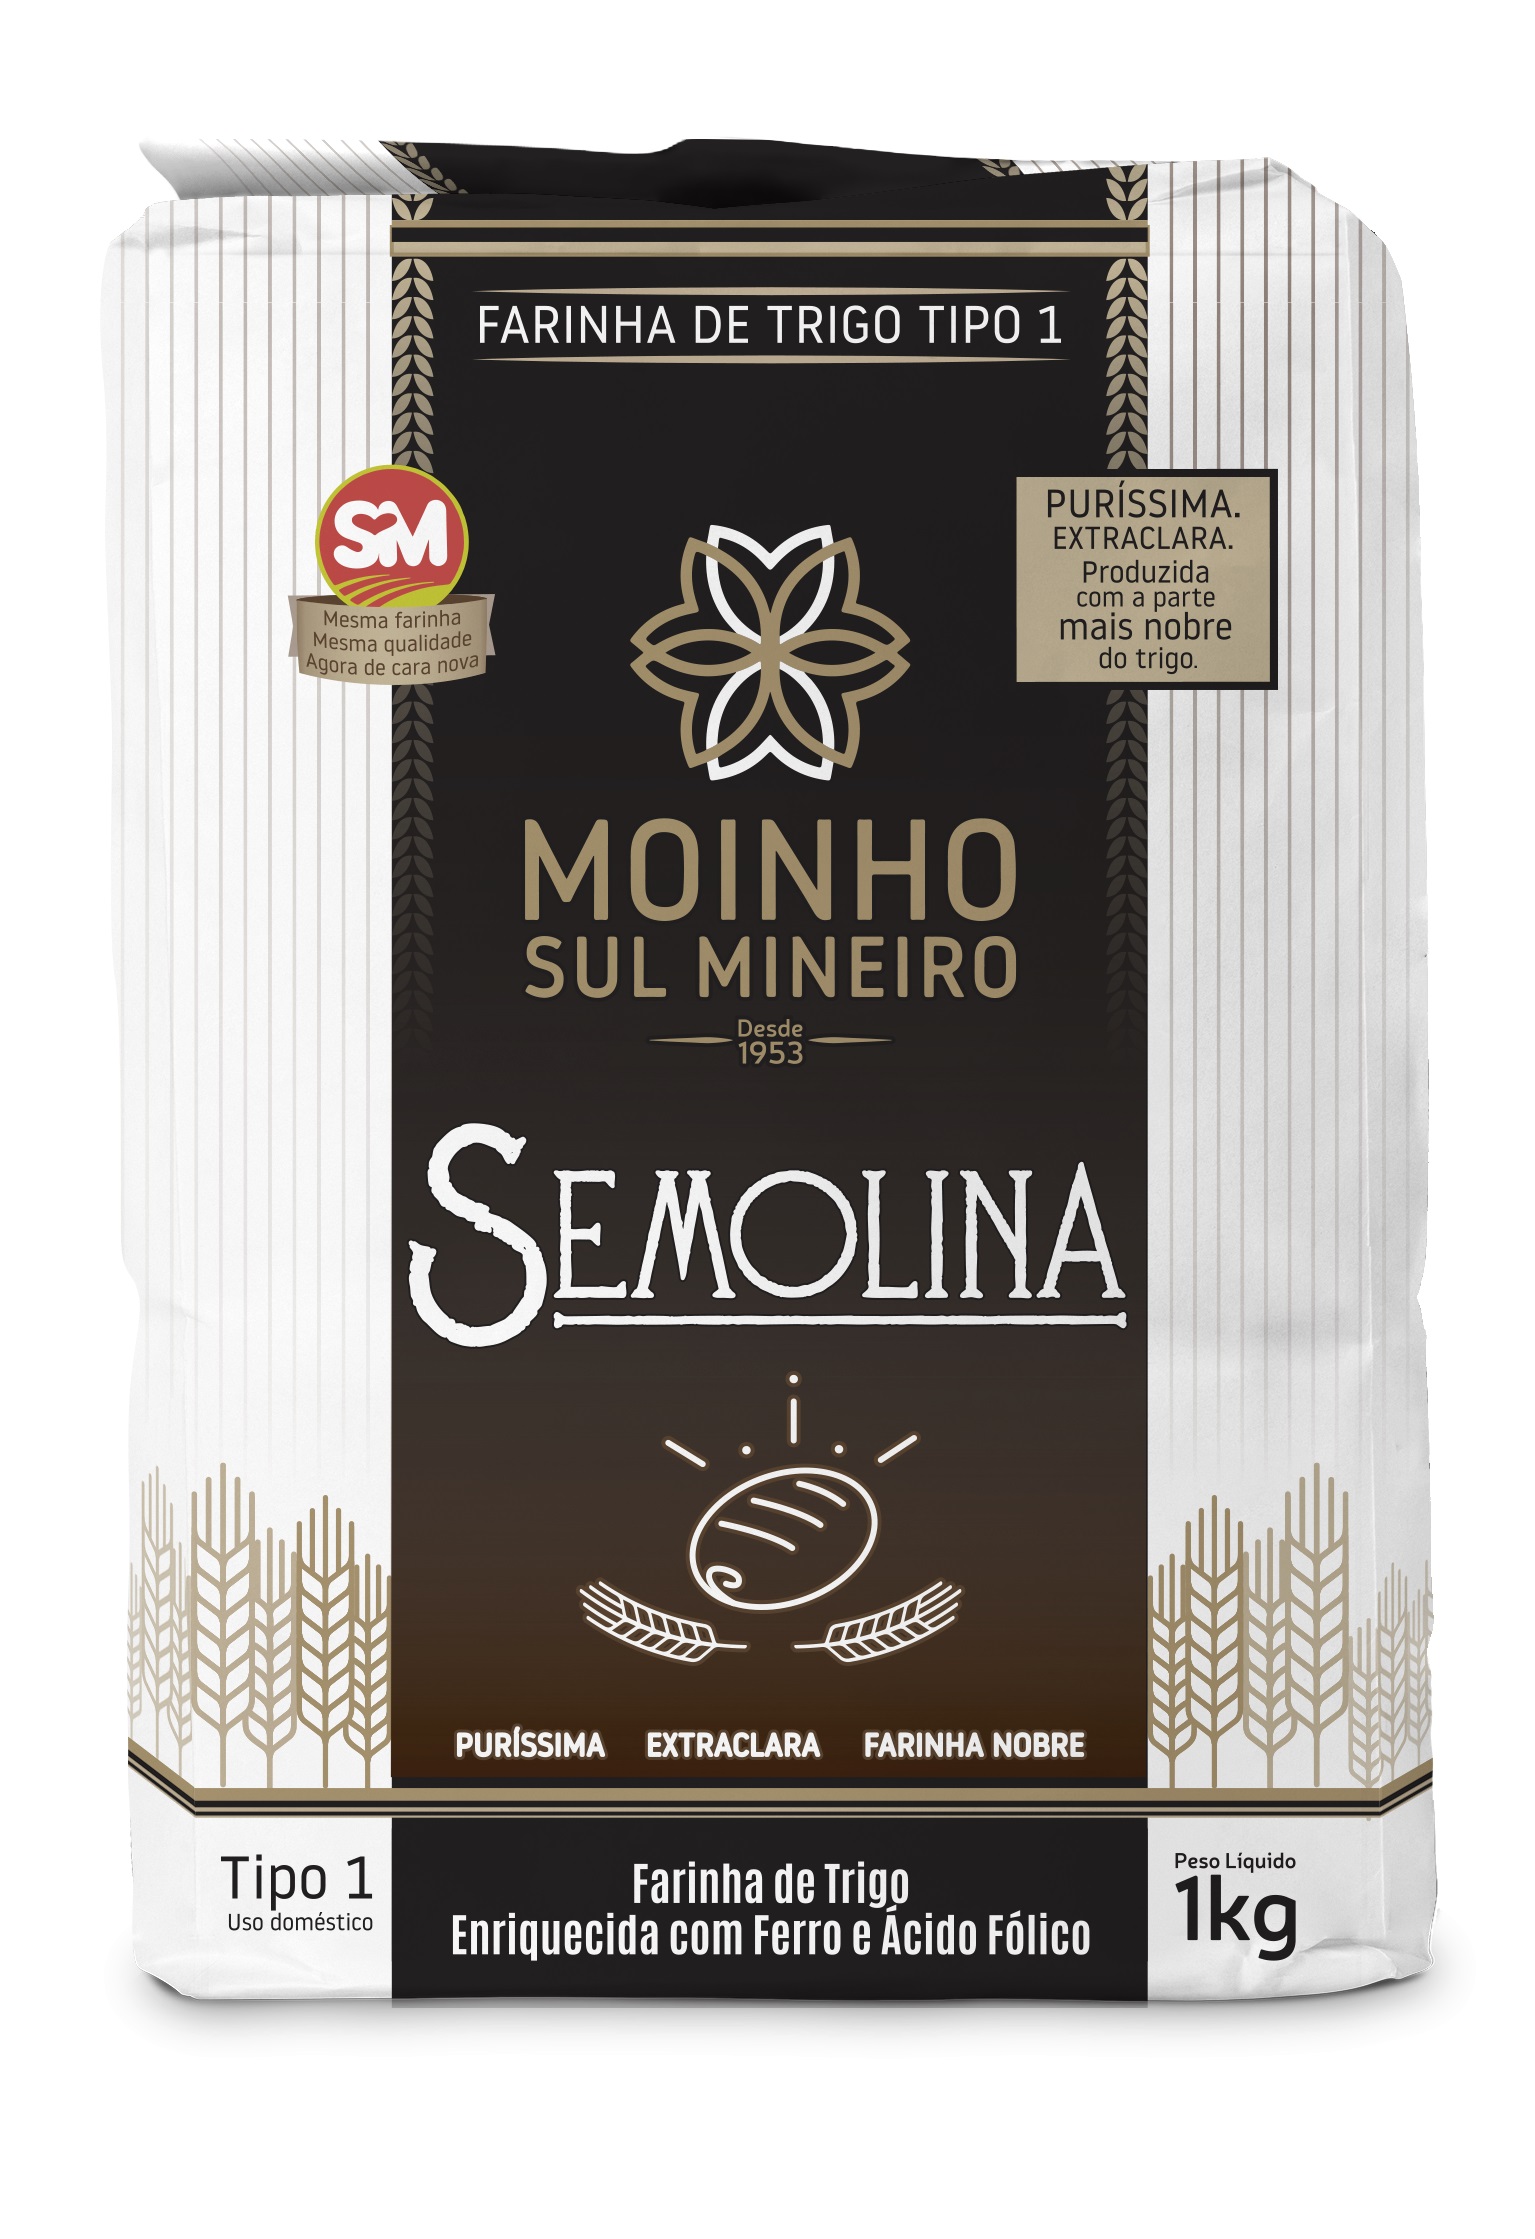 FARINHA DE TRIGO TIPO 1
SM
Mesma farinha
Mesma qualidade
Agora de cara nova
PURÍSSIMA.
EXTRACLARA.
Produzida
com a parte
mais nobre
do trigo.
MOINHO
SUL MINEIRO
Desde
1953
SEMOLINA
PURÍSSIMA EXTRACLARA FARINHA NOBRE
Tipo 1
Uso doméstico
Farinha de Trigo
Enriquecida com Ferro e Ácido Fólico
Peso Líquido
1kg